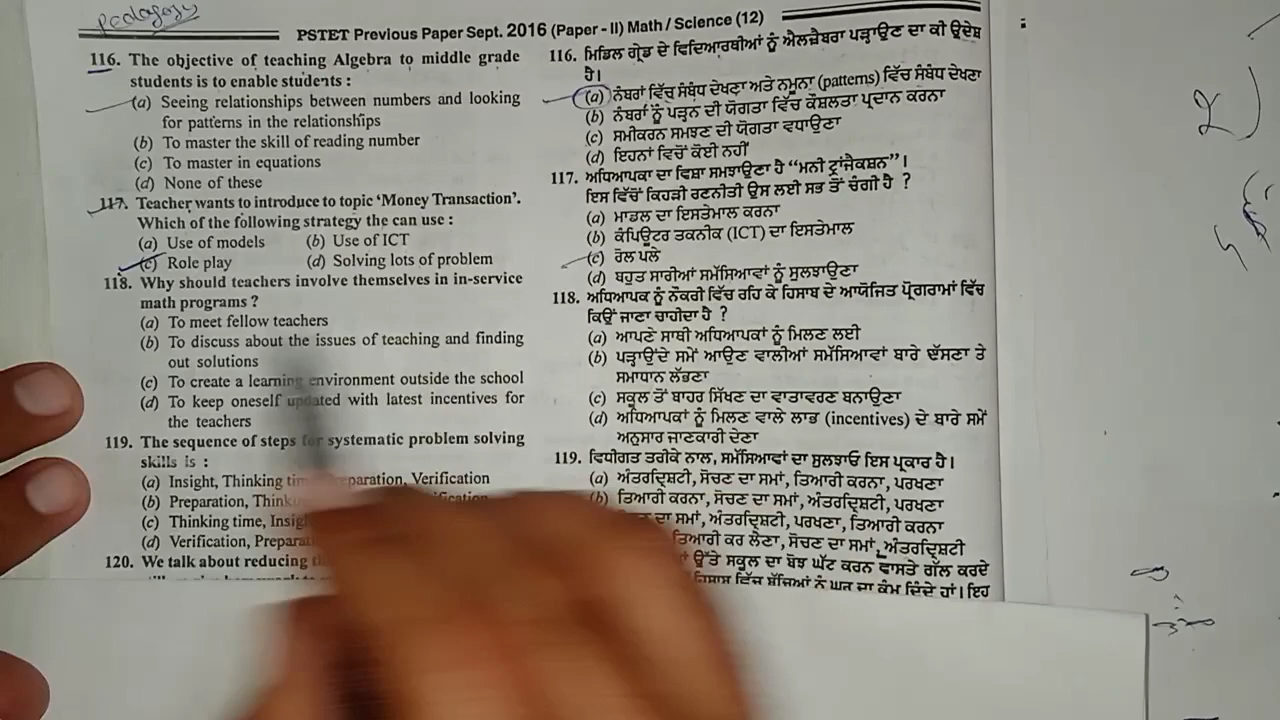 Pedagogy
PSTET Previous Paper Sept. 2016 (Paper - II) Math / Science (12)
116. The objective of teaching Algebra to middle grade
students is to enable students :
(a) Seeing relationships between numbers and looking
for patterns in the relationships
(b) To master the skill of reading number
(c) To master in equations
(d) None of these
117. Teacher wants to introduce to topic ‘Money Transaction’.
Which of the following strategy the can use :
(a) Use of models (b) Use of ICT
(c) Role play (d) Solving lots of problem
118. Why should teachers involve themselves in in-service
math programs ?
(a) To meet fellow teachers
(b) To discuss about the issues of teaching and finding
out solutions
(c) To create a learning environment outside the school
(d) To keep oneself updated with latest incentives for
the teachers
119. The sequence of steps for systematic problem solving
skills is :
(a) Insight, Thinking Verification
(b) Preparation,
(c) Thinking time,
(d) Verification,
120. We talk about reducing
116. ਮਿਡਿਲ ਗ੍ਰੇਡ ਦੇ ਵਿਦਿਆਰਥੀਆਂ ਨੂੰ ਐਲਜ਼ੈਬਰਾ ਪੜ੍ਹਾਉਣ ਦਾ ਕੀ ਉਦੇਸ਼
ਹੈ।
(a) ਨੰਬਰਾਂ ਵਿੱਚ ਸੰਬੰਧ ਦੇਖਣਾ ਅਤੇ ਨਮੂਨਾ (patterns) ਵਿੱਚ ਸੰਬੰਧ ਦੇਖਣਾ
(b) ਨੰਬਰਾਂ ਨੂੰ ਪੜ੍ਹਨ ਦੀ ਯੋਗਤਾ ਵਿੱਚ ਕੌਸ਼ਲਤਾ ਪ੍ਰਦਾਨ ਕਰਨਾ
(c) ਸਮੀਕਰਨ ਸਮਝਣ ਦੀ ਯੋਗਤਾ ਵਧਾਉਣਾ
(d) ਇਹਨਾਂ ਵਿਚੋਂ ਕੋਈ ਨਹੀਂ
117. ਅਧਿਆਪਕਾ ਦਾ ਵਿਸ਼ਾ ਸਮਝਾਉਣਾ ਹੈ “ਮਨੀ ਟ੍ਰਾਂਜੈਕਸ਼ਨ”।
ਇਸ ਵਿੱਚੋਂ ਕਿਹੜੀ ਰਣਨੀਤੀ ਉਸ ਲਈ ਸਭ ਤੋਂ ਚੰਗੀ ਹੈ ?
(a) ਮਾਡਲ ਦਾ ਇਸਤੇਮਾਲ ਕਰਨਾ
(b) ਕੰਪਿਊਟਰ ਤਕਨੀਕ (ICT) ਦਾ ਇਸਤੇਮਾਲ
(c) ਰੋਲ ਪਲੇ
(d) ਬਹੁਤ ਸਾਰੀਆਂ ਸਮੱਸਿਆਵਾਂ ਨੂੰ ਸੁਲਝਾਉਣਾ
118. ਅਧਿਆਪਕ ਨੂੰ ਨੌਕਰੀ ਵਿੱਚ ਰਹਿ ਕੇ ਹਿਸਾਬ ਦੇ ਆਯੋਜਿਤ ਪ੍ਰੋਗਰਾਮਾਂ ਵਿੱਚ
ਕਿਉਂ ਜਾਣਾ ਚਾਹੀਦਾ ਹੈ ?
(a) ਆਪਣੇ ਸਾਥੀ ਅਧਿਆਪਕਾਂ ਨੂੰ ਮਿਲਣ ਲਈ
(b) ਪੜ੍ਹਾਉਂਦੇ ਸਮੇਂ ਆਉਣ ਵਾਲੀਆਂ ਸਮੱਸਿਆਵਾਂ ਬਾਰੇ ਦੱਸਣਾ ਤੇ
ਸਮਾਧਾਨ ਲੱਭਣਾ
(c) ਸਕੂਲ ਤੋਂ ਬਾਹਰ ਸਿੱਖਣ ਦਾ ਵਾਤਾਵਰਣ ਬਨਾਉਣਾ
(d) ਅਧਿਆਪਕਾਂ ਨੂੰ ਮਿਲਣ ਵਾਲੇ ਲਾਭ (incentives) ਦੇ ਬਾਰੇ ਸਮੇਂ
ਅਨੁਸਾਰ ਜਾਣਕਾਰੀ ਦੇਣਾ
119. ਵਿਧੀਗਤ ਤਰੀਕੇ ਨਾਲ, ਸਮੱਸਿਆਵਾਂ ਦਾ ਸੁਲਝਾਓ ਇਸ ਪ੍ਰਕਾਰ ਹੈ।
(a) ਅੰਤਰਦ੍ਰਿਸ਼ਟੀ, ਸੋਚਣ ਦਾ ਸਮਾਂ, ਤਿਆਰੀ ਕਰਨਾ, ਪਰਖਣਾ
(b) ਤਿਆਰੀ ਕਰਨਾ, ਸੋਚਣ ਦਾ ਸਮਾਂ, ਅੰਤਰਦ੍ਰਿਸ਼ਟੀ, ਪਰਖਣਾ
ਦਾ ਸਮਾਂ, ਅੰਤਰਦ੍ਰਿਸ਼ਟੀ, ਪਰਖਣਾ, ਤਿਆਰੀ ਕਰਨਾ
ਤਿਆਰੀ ਕਰ ਲੈਣਾ, ਸੋਚਣ ਦਾ ਸਮਾਂ, ਅੰਤਰਦ੍ਰਿਸ਼ਟੀ
ਉੱਤੇ ਸਕੂਲ ਦਾ ਬੋਝ ਘੱਟ ਕਰਨ ਵਾਸਤੇ ਗੱਲ ਕਰਦੇ
ਵਿੱਚ ਬੱਚਿਆਂ ਨੂੰ ਘਰ ਦਾ ਕੰਮ ਦਿੰਦੇ ਹਾਂ। ਇਹ